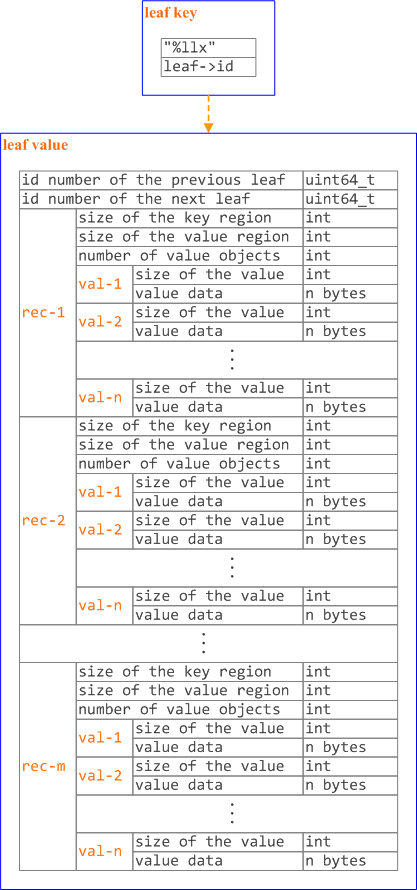 leaf key
"%llx"
leaf->id
leaf value
id number of the previous leaf uint64_t
id number of the next leaf uint64_t
rec-1
size of the key region int
size of the value region int
number of value objects int
val-1
size of the value int
value data n bytes
val-2
size of the value int
value data n bytes
⋮
val-n
size of the value int
value data n bytes
rec-2
size of the key region int
size of the value region int
number of value objects int
val-1
size of the value int
value data n bytes
val-2
size of the value int
value data n bytes
⋮
val-n
size of the value int
value data n bytes
⋮
rec-m
size of the key region int
size of the value region int
number of value objects int
val-1
size of the value int
value data n bytes
val-2
size of the value int
value data n bytes
⋮
val-n
size of the value int
value data n bytes